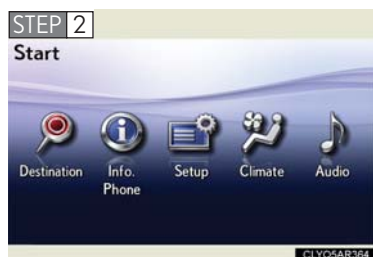 STEP 2
Start
Destination
Info.
Phone
Setup
Climate
Audio
CLYO5AR364